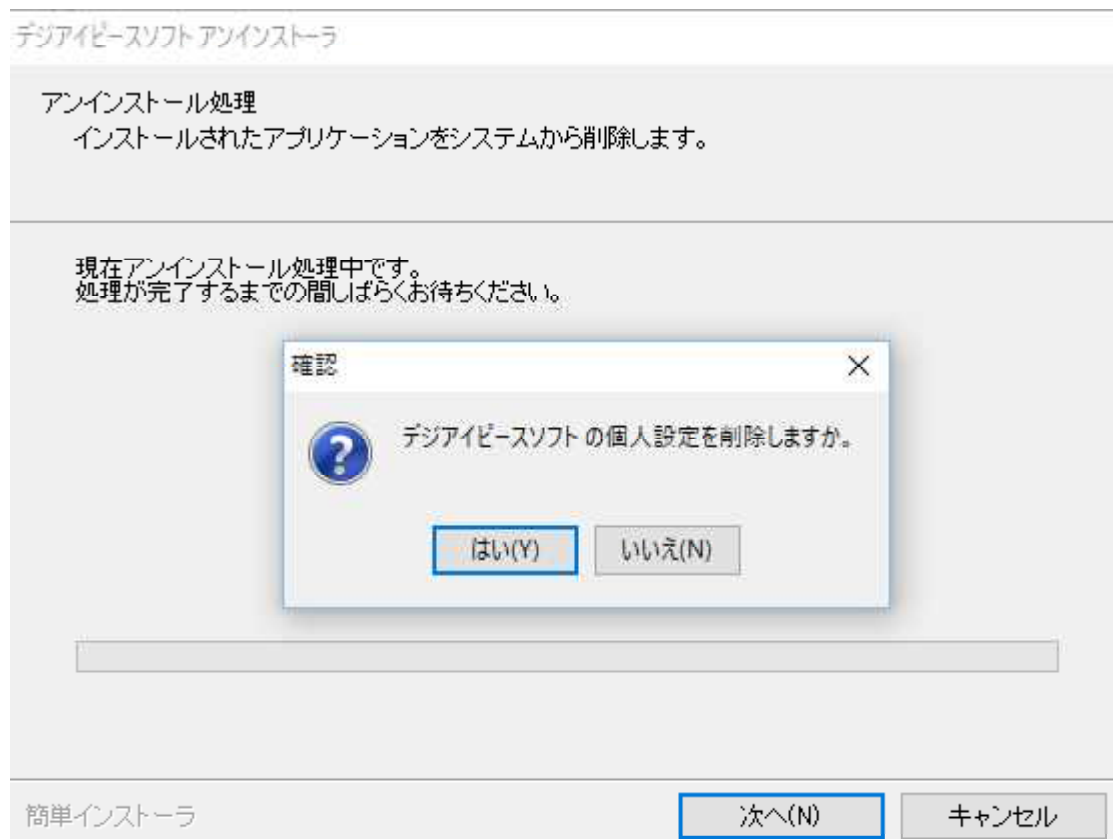 デジアイピースソフト アンインストーラ
アンインストール処理
インストールされたアプリケーションをシステムから削除します。
現在アンインストール処理中です。
処理が完了するまでの間しばらくお待ちください。
確認
デジアイピースソフト の個人設定を削除しますか。
はい(Y)
いいえ(N)
簡単インストーラ
次へ(N)
キャンセル